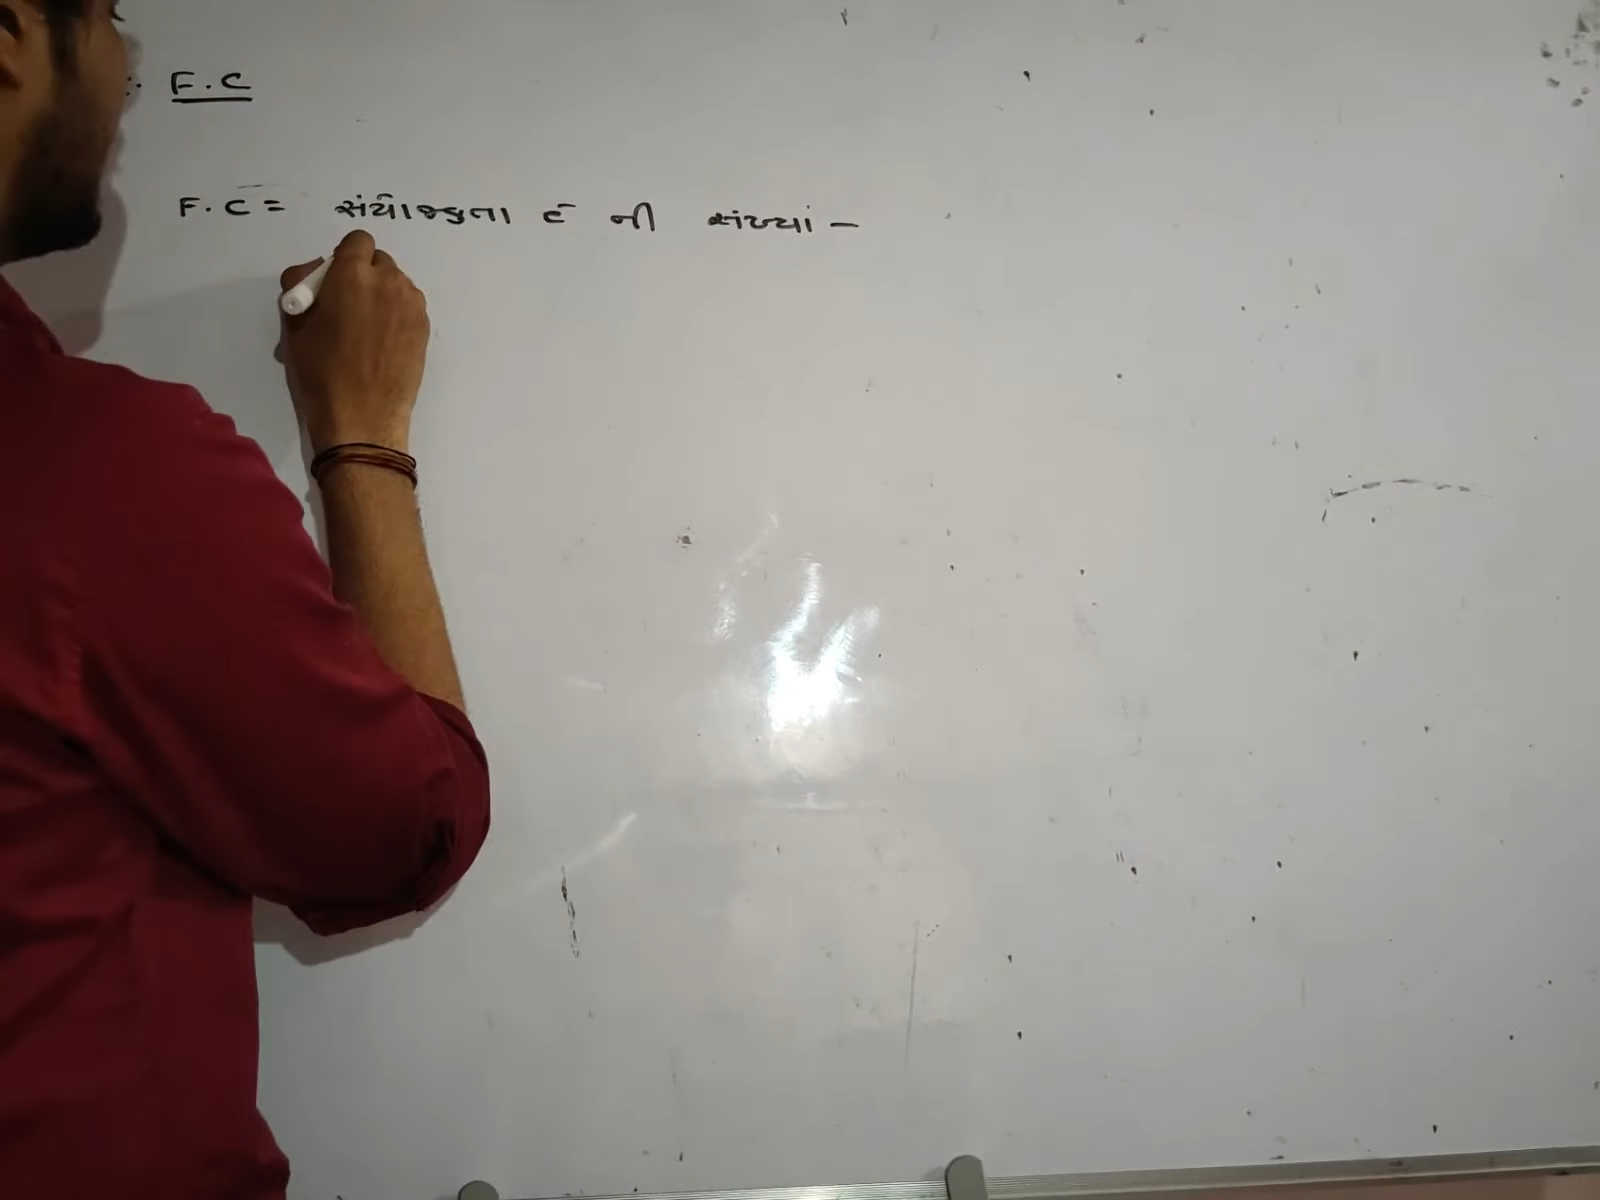 :- F.C
F.C = સંયોજકતા e⁻ ની સંખ્યાં -